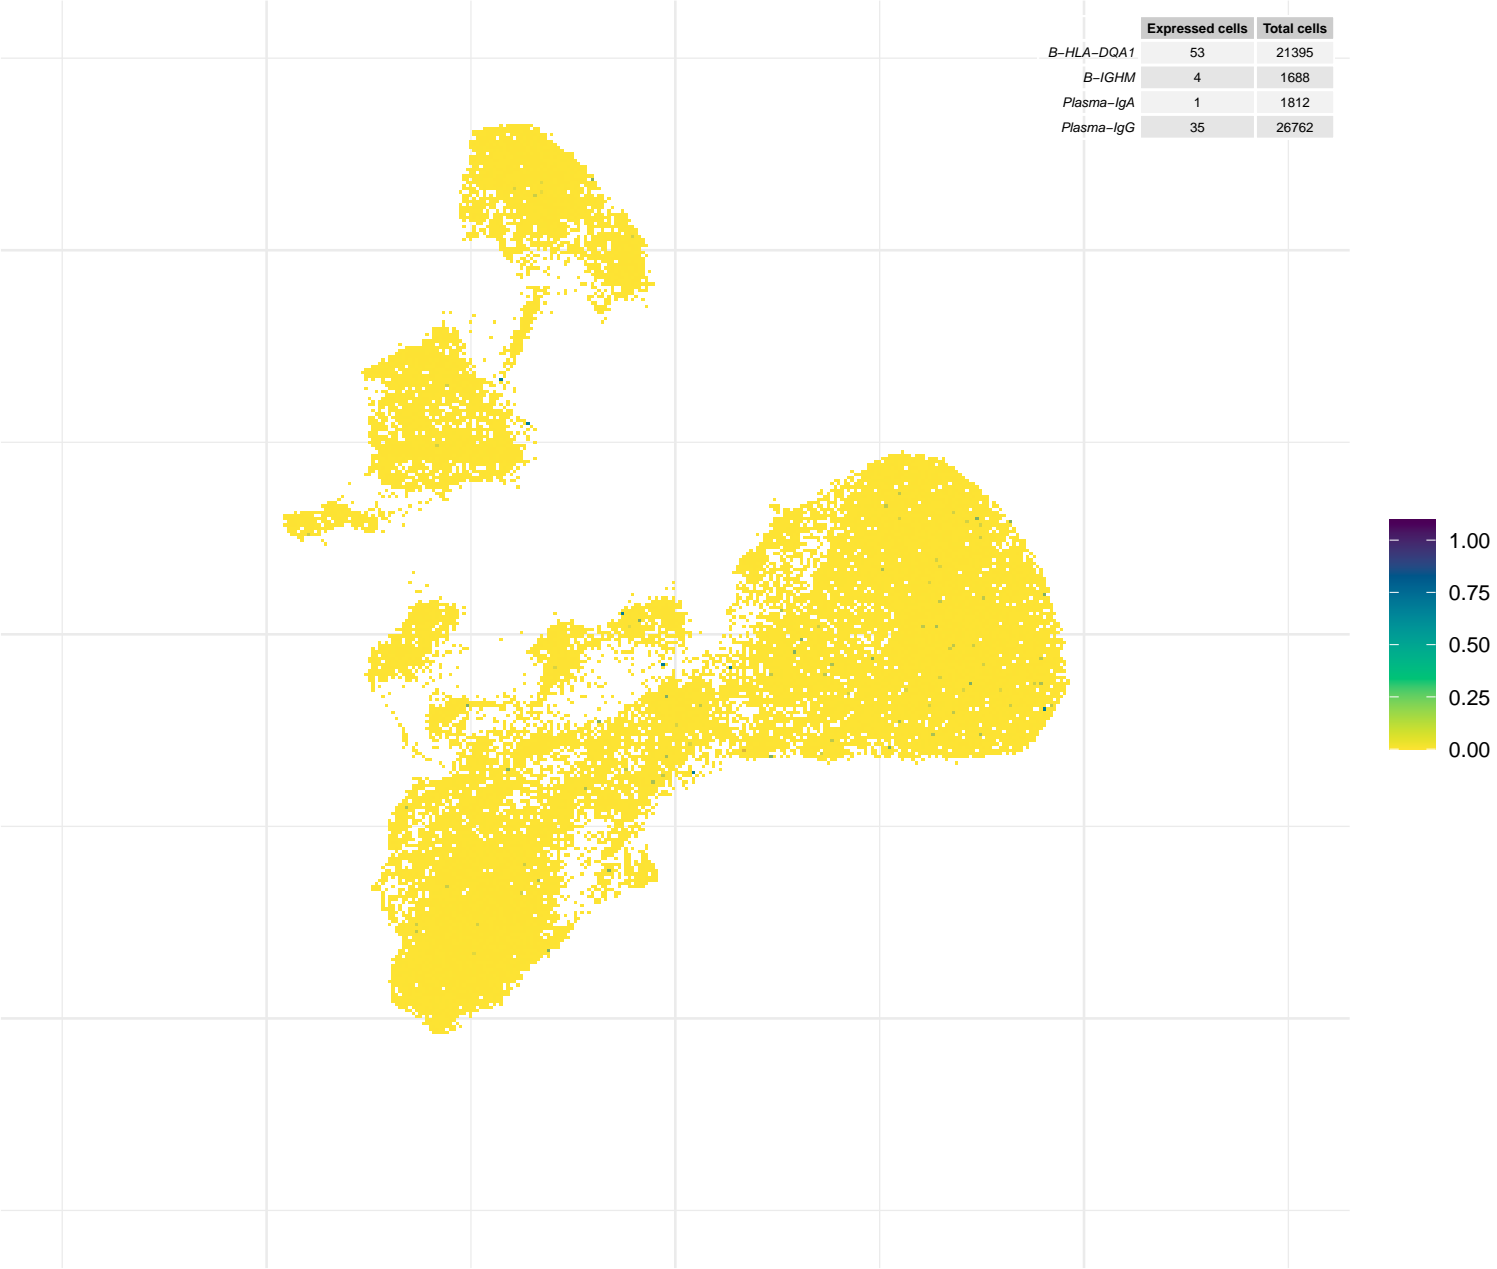 Expressed cells Total cells
B−HLA−DQA1 53 21395
B−IGHM 4 1688
Plasma−IgA 1 1812
Plasma−IgG 35 26762
1.00
0.75
0.50
0.25
0.00